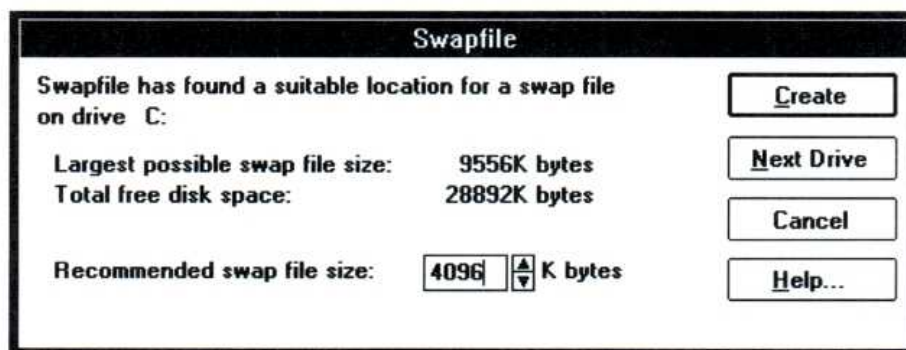 Swapfile
Swapfile has found a suitable location for a swap file
on drive C:
Largest possible swap file size: 9556K bytes
Total free disk space: 28892K bytes
Recommended swap file size: 4096 K bytes
Create
Next Drive
Cancel
Help...